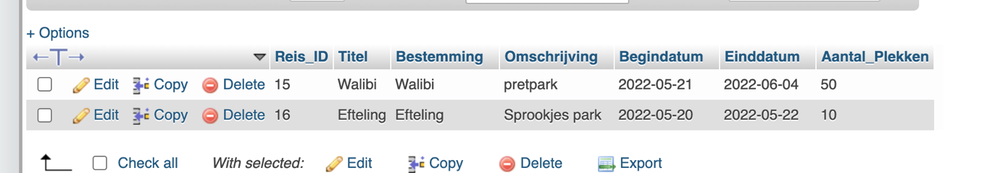 + Options
Reis_ID Titel Bestemming Omschrijving Begindatum Einddatum Aantal_Plekken
Edit Copy Delete 15 Walibi Walibi pretpark 2022-05-21 2022-06-04 50
Edit Copy Delete 16 Efteling Efteling Sprookjes park 2022-05-20 2022-05-22 10
Check all With selected: Edit Copy Delete Export